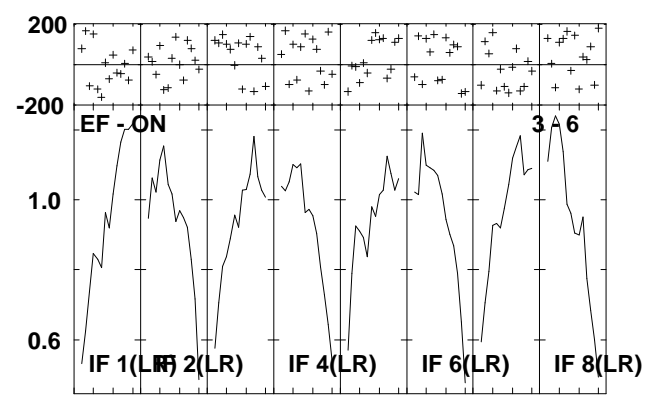 200
-200
EF - ON 3 - 6
1.0
0.6
IF 1(LR) IF 2(LR) IF 4(LR) IF 6(LR) IF 8(LR)